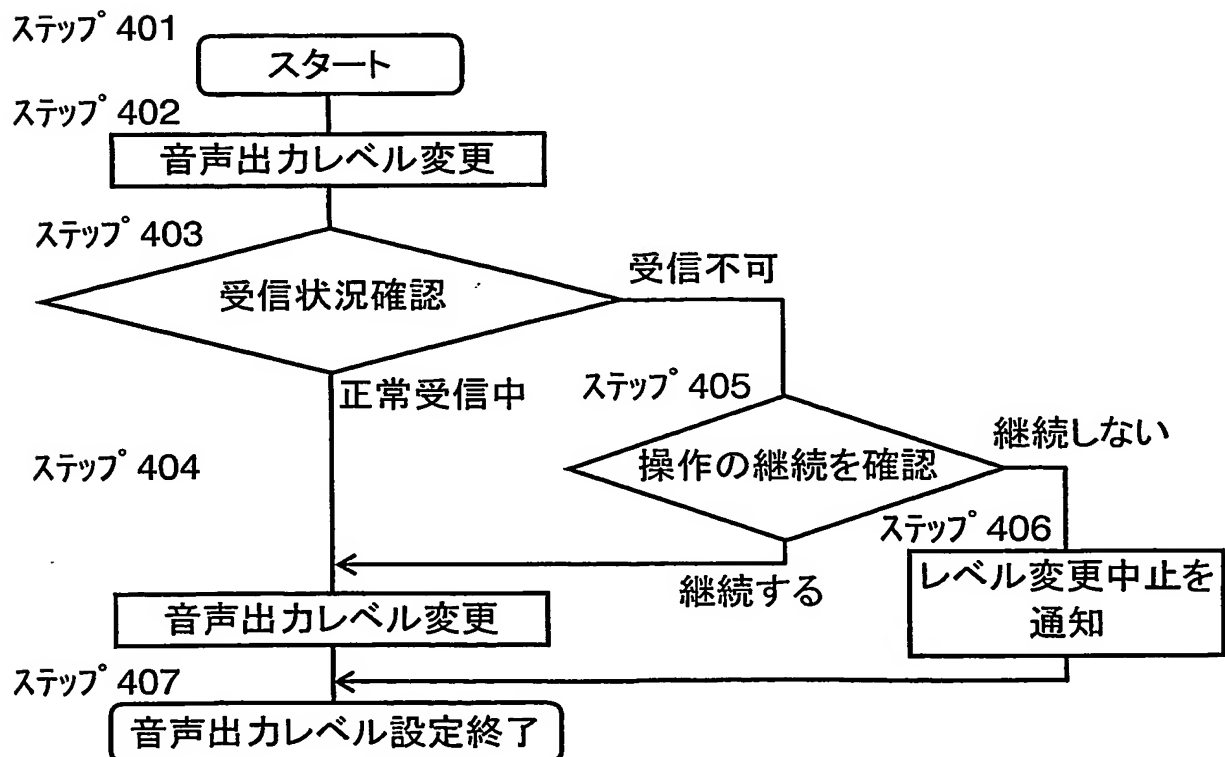 ステップ 401
スタート
ステップ 402
音声出力レベル変更
ステップ 403
受信状況確認
受信不可
正常受信中
ステップ 405
操作の継続を確認
継続しない
ステップ 404
ステップ 406
継続する
レベル変更中止を
通知
音声出力レベル変更
ステップ 407
音声出力レベル設定終了